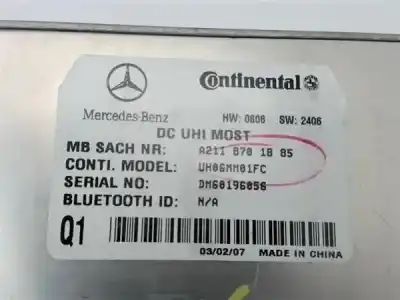 Continental
Mercedes-Benz HW: 0606 SW: 2406
DC UHI MOST
MB SACH NR: A211 870 18 85
CONTI. MODEL: UH06MM01FC
SERIAL NO: DM60196056
BLUETOOTH ID: N/A
Q1
03/02/07 MADE IN CHINA